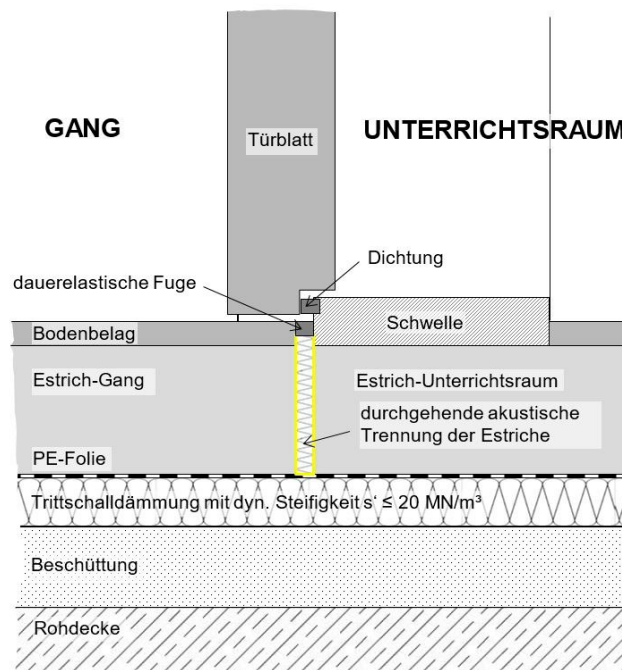 GANG
UNTERRICHTSRAUM
Türblatt
Dichtung
dauerelastische Fuge
Schwelle
Bodenbelag
Estrich-Gang
Estrich-Unterrichtsraum
durchgehende akustische
Trennung der Estriche
PE-Folie
Trittschalldämmung mit dyn. Steifigkeit s‘ ≤ 20 MN/m³
Beschüttung
Rohdecke